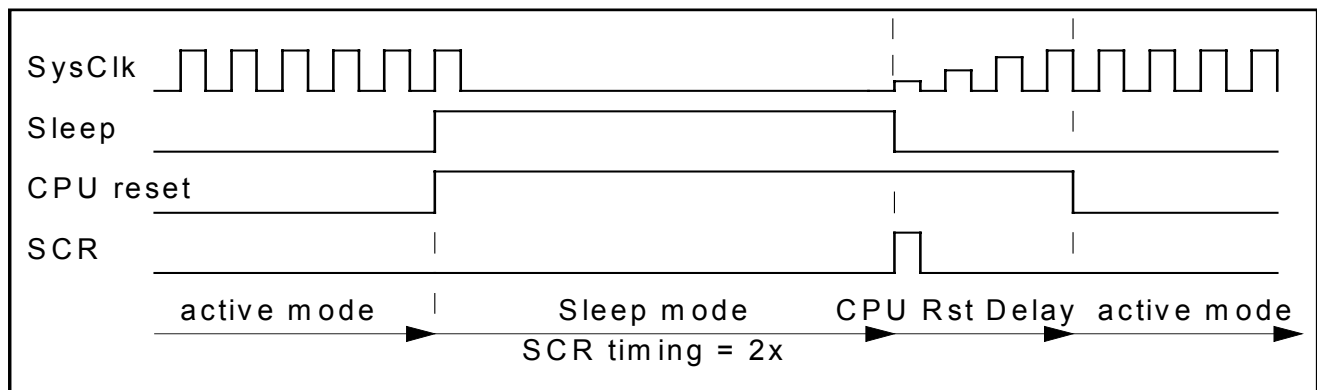 SysClk
Sleep
CPU reset
SCR
active mode Sleep mode CPU Rst Delay active mode
SCR timing = 2x